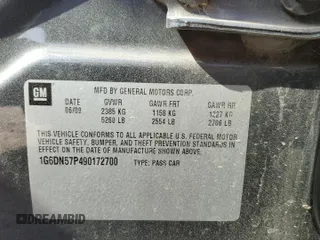 GM
MFD BY GENERAL MOTORS CORP.
DATE GVWR GAWR FRT GAWR RR
06/09 2385 KG 1158 KG 1227 KG
5260 LB 2554 LB 2706 LB
THIS VEHICLE CONFORMS TO ALL APPLICABLE U.S. FEDERAL MOTOR
VEHICLE SAFETY, BUMPER, AND THEFT PREVENTION STANDARDS
IN EFFECT ON THE DATE OF MANUFACTURE SHOWN ABOVE.
1G6DN57P490172700 TYPE: PASS CAR
AUTOBIDCAR